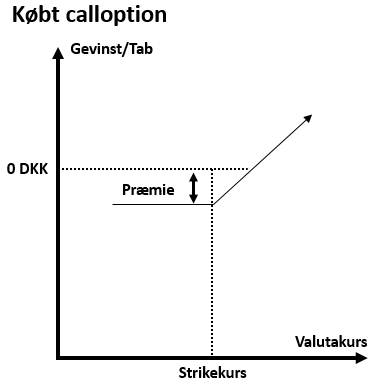 Købt calloption
Gevinst/Tab
0 DKK
Præmie
Valutakurs
Strikekurs